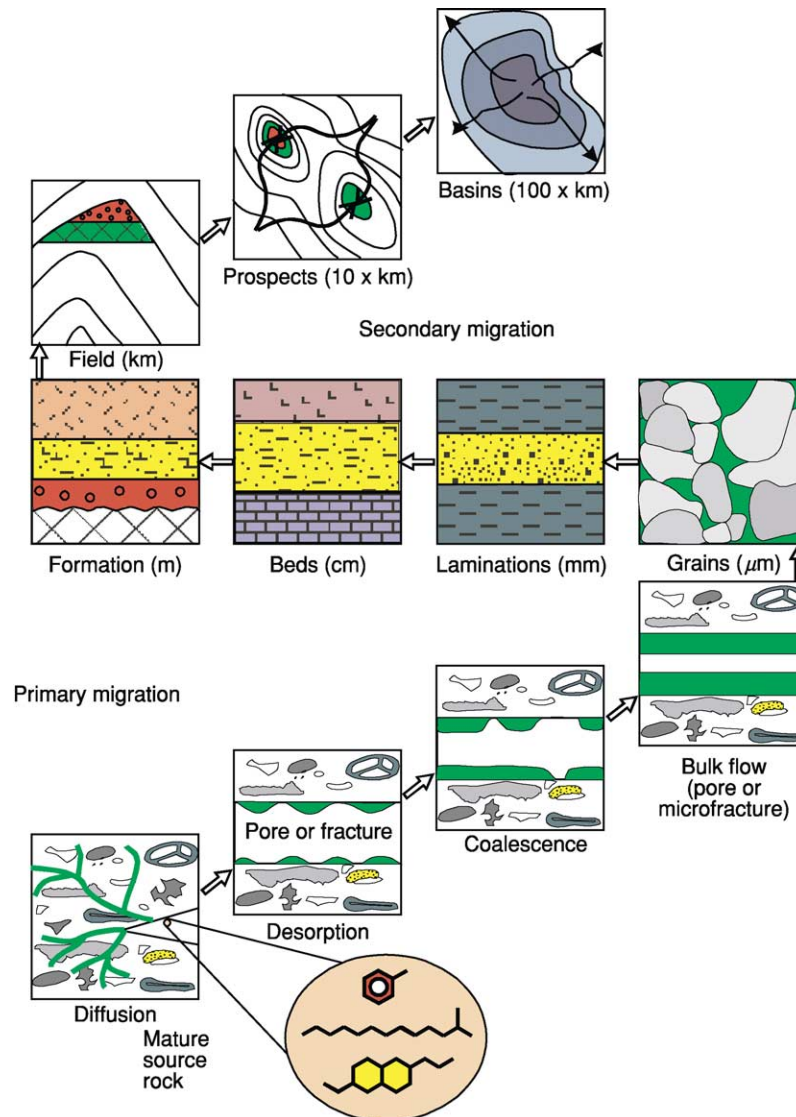 Basins (100 x km)
Prospects (10 x km)
Secondary migration
Field (km)
Formation (m)
Beds (cm)
Laminations (mm)
Grains (μm)
Primary migration
Bulk flow
(pore or
microfracture)
Coalescence
Pore or fracture
Desorption
Diffusion
Mature
source
rock